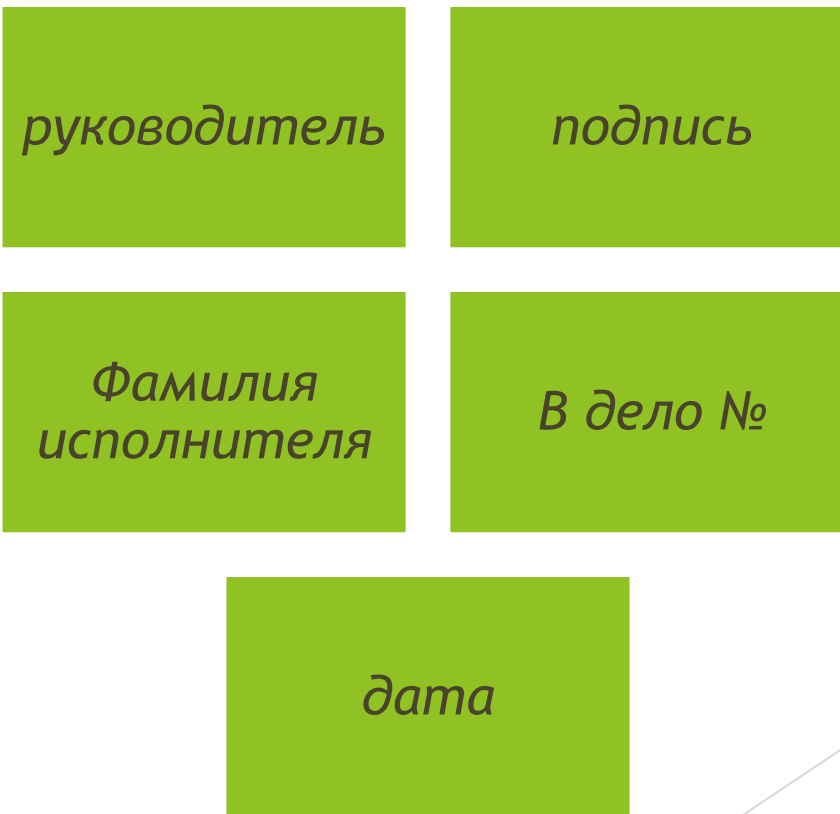 руководитель
подпись
Фамилия
исполнителя
В дело №
дата